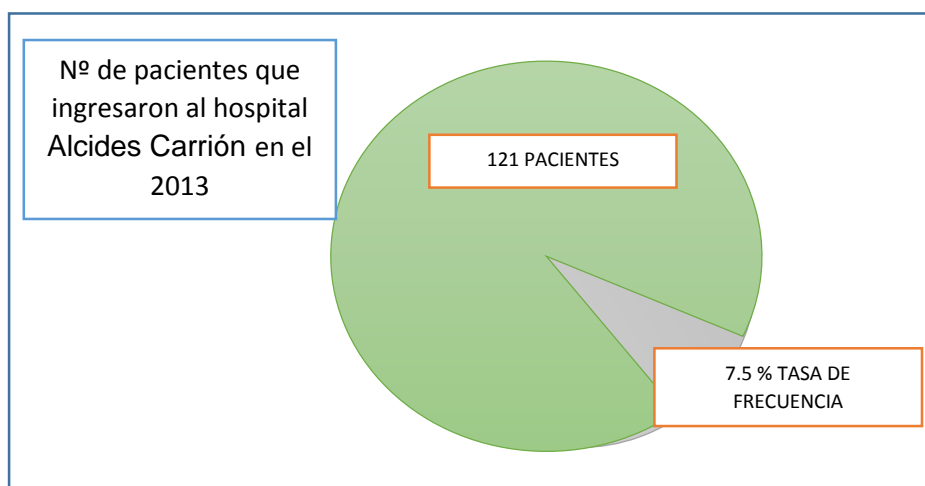 Nº de pacientes que
ingresaron al hospital
Alcides Carrión en el
2013
121 PACIENTES
7.5 % TASA DE
FRECUENCIA